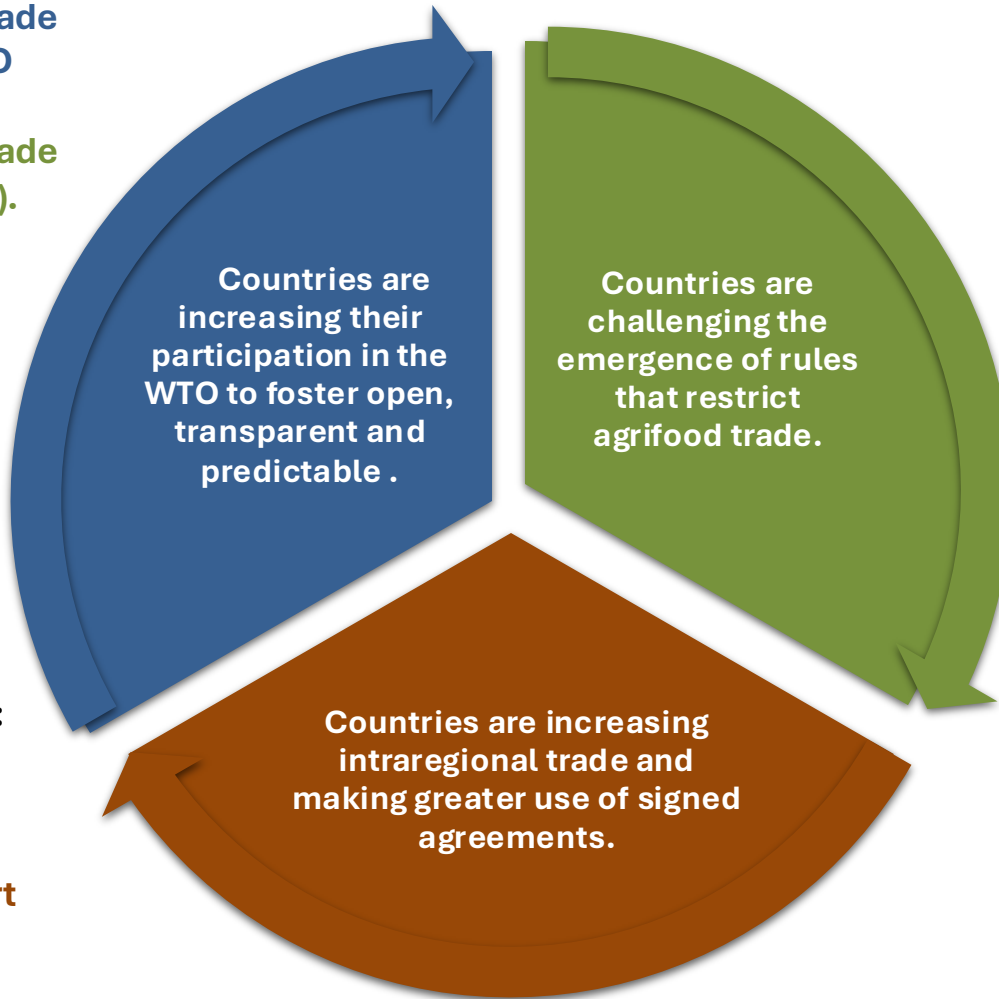 ade
O
ade
).
Countries are
increasing their
participation in the
WTO to foster open,
transparent and
predictable .
Countries are
challenging the
emergence of rules
that restrict
agrifood trade.
:
Countries are increasing
intraregional trade and
making greater use of signed
agreements.
rt